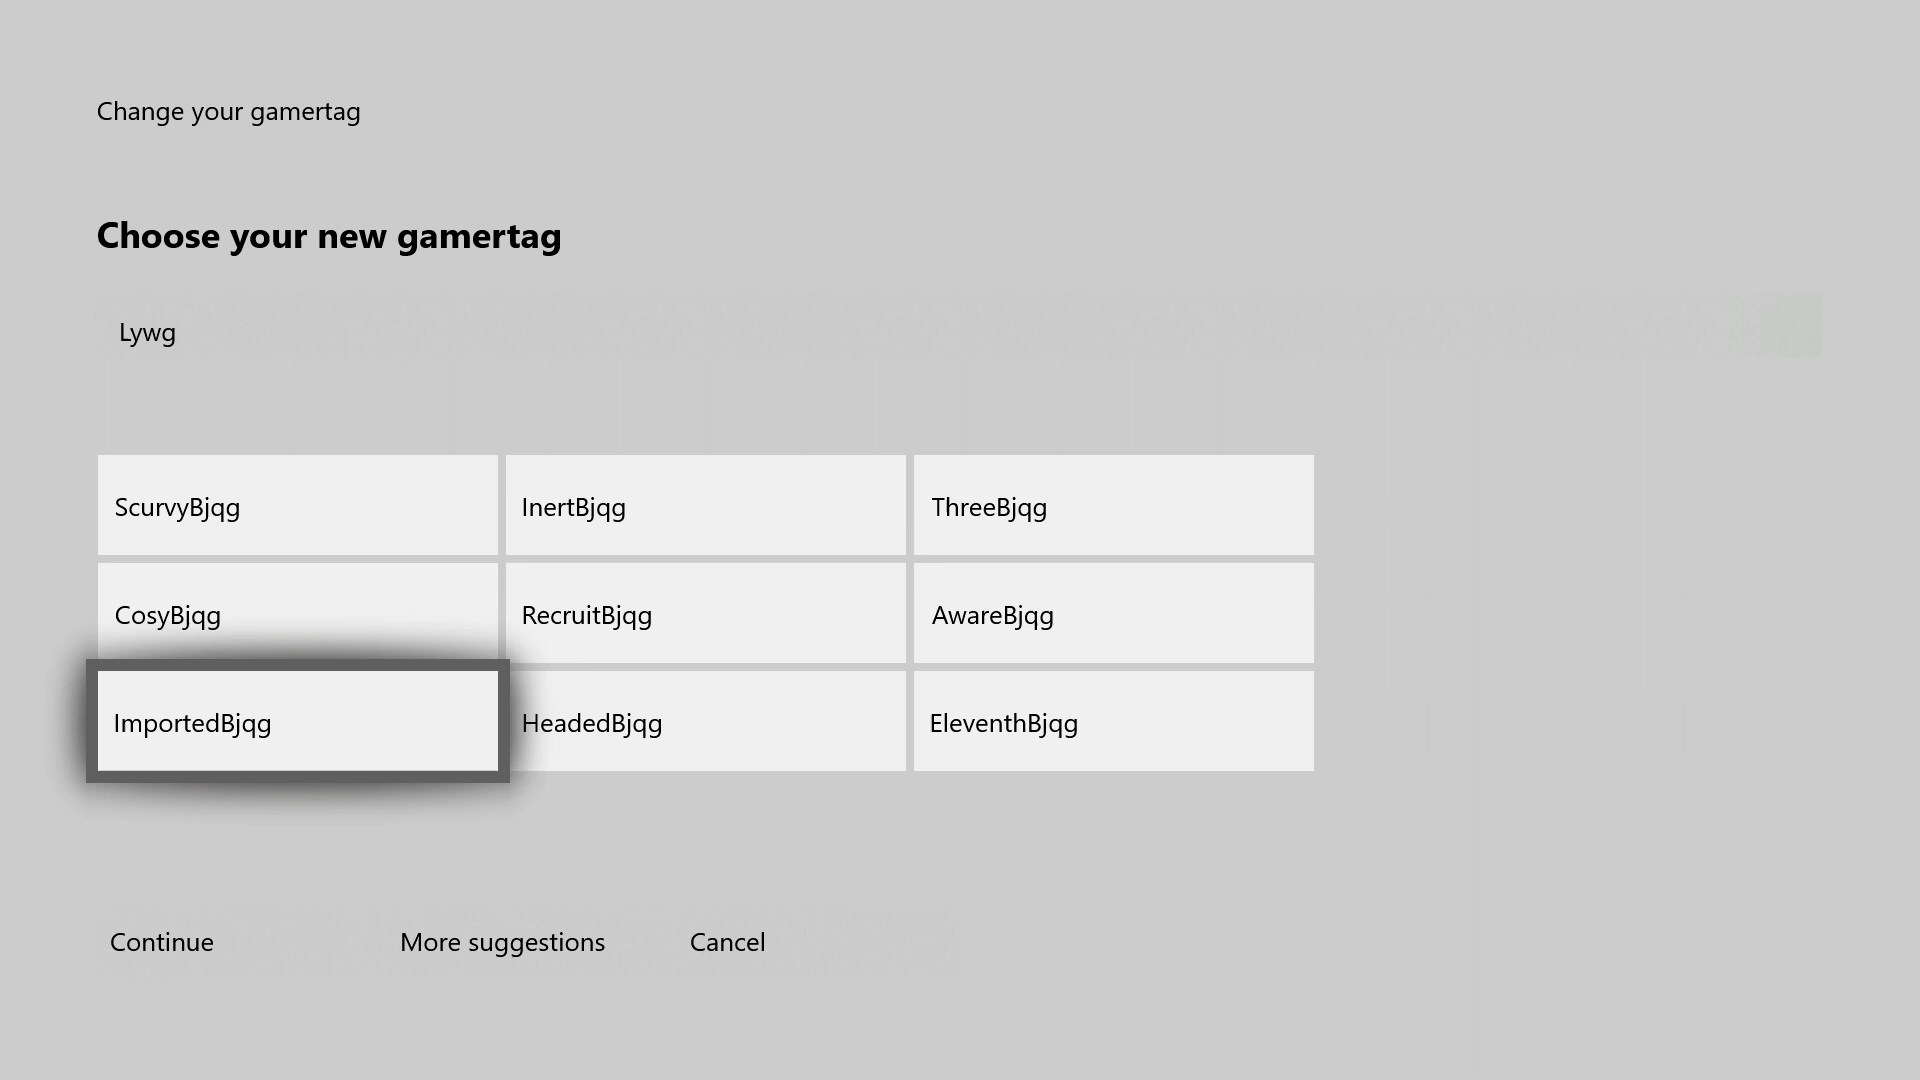 Change your gamertag
Choose your new gamertag
Lywg
ScurvyBjqg
InertBjqg
ThreeBjqg
CosyBjqg
RecruitBjqg
AwareBjqg
ImportedBjqg
HeadedBjqg
EleventhBjqg
Continue
More suggestions
Cancel